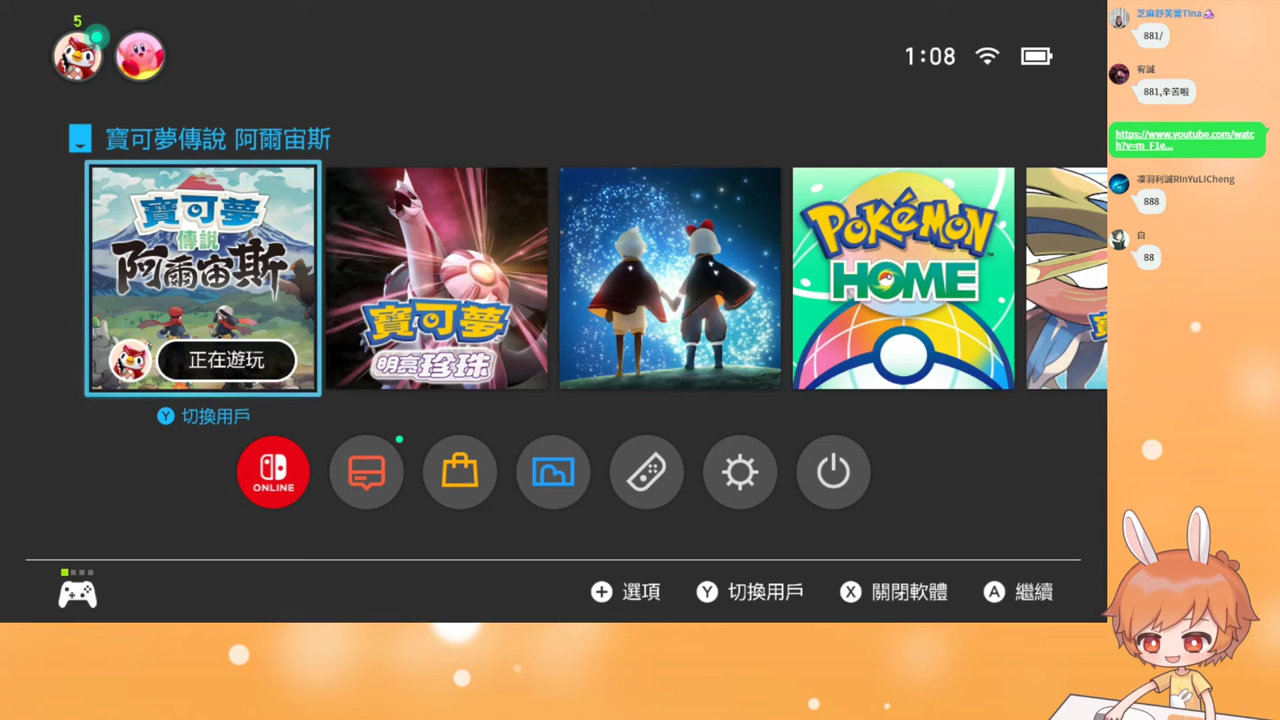 5
1:08
寶可夢傳說 阿爾宙斯
寶可夢
傳說
阿爾宙斯
正在遊玩
寶可夢
明亮珍珠
POKéMON
HOME
Y 切換用戶
ONLINE
+ 選項
Y 切換用戶
X 關閉軟體
A 繼續
芝麻舒芙蕾Tina
881/
宥誠
881,辛苦啦
https://www.youtube.com/watc
h?v=m_F1e...
凜羽利誠RinYuLICheng
888
白
88